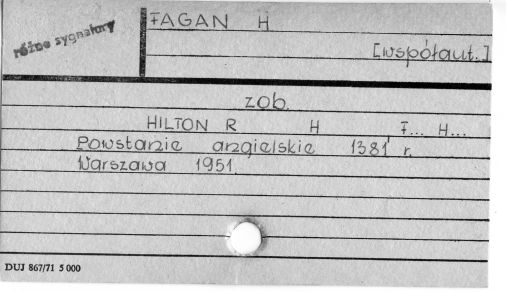 różne sygnatury
FAGAN H
[współaut.]
zob.
HILTON R H F... H...
Powstanie angielskie 1381 r.
Warszawa 1951.
DUJ 867/71 5 000